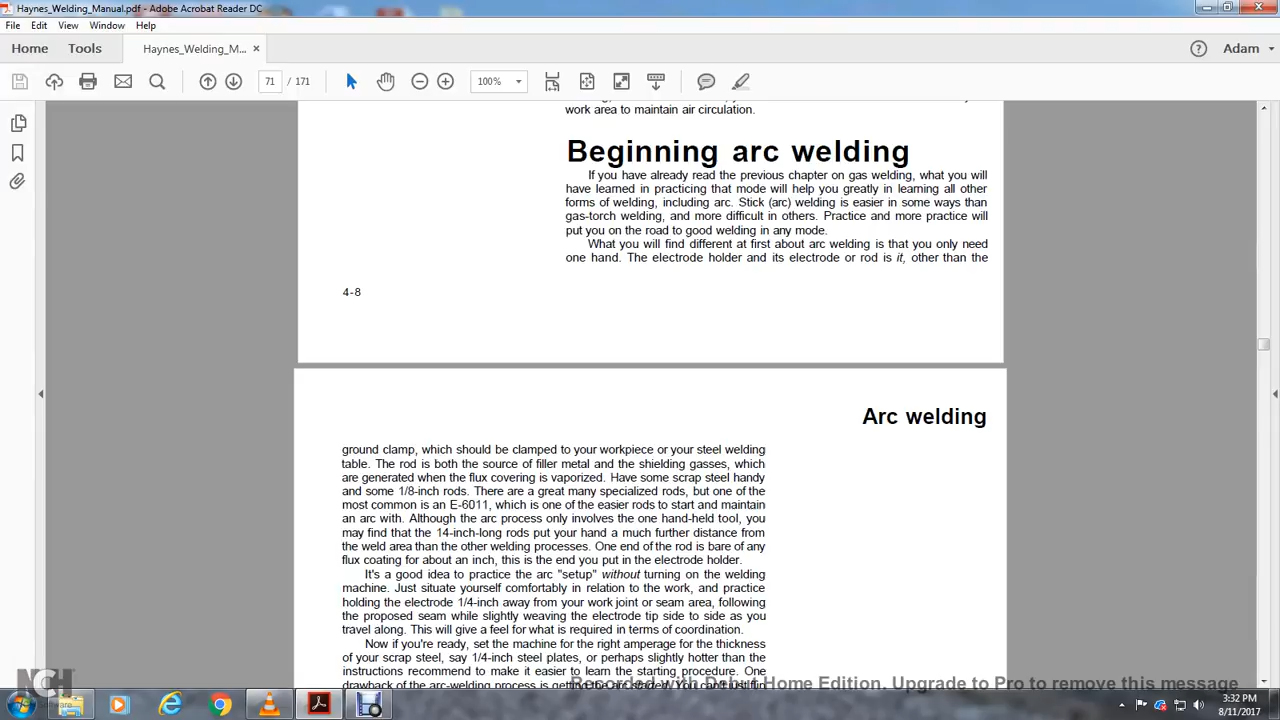 Haynes_Welding_Manual.pdf - Adobe Acrobat Reader DC
File Edit View Window Help
Home Tools Haynes_Welding_M... × Adam
71 / 171 100%
work area to maintain air circulation.
Beginning arc welding
If you have already read the previous chapter on gas welding, what you will
have learned in practicing that mode will help you greatly in learning all other
forms of welding, including arc. Stick (arc) welding is easier in some ways than
gas-torch welding, and more difficult in others. Practice and more practice will
put you on the road to good welding in any mode.
What you will find different at first about arc welding is that you only need
one hand. The electrode holder and its electrode or rod is it, other than the
4-8
Arc welding
ground clamp, which should be clamped to your workpiece or your steel welding
table. The rod is both the source of filler metal and the shielding gasses, which
are generated when the flux covering is vaporized. Have some scrap steel handy
and some 1/8-inch rods. There are a great many specialized rods, but one of the
most common is an E-6011, which is one of the easier rods to start and maintain
an arc with. Although the arc process only involves the one hand-held tool, you
may find that the 14-inch-long rods put your hand a much further distance from
the weld area than the other welding processes. One end of the rod is bare of any
flux coating for about an inch, this is the end you put in the electrode holder.
It's a good idea to practice the arc "setup" without turning on the welding
machine. Just situate yourself comfortably in relation to the work, and practice
holding the electrode 1/4-inch away from your work joint or seam area, following
the proposed seam while slightly weaving the electrode tip side to side as you
travel along. This will give a feel for what is required in terms of coordination.
Now if you're ready, set the machine for the right amperage for the thickness
of your scrap steel, say 1/4-inch steel plates, or perhaps slightly hotter than the
instructions recommend to make it easier to learn the starting procedure. One
drawback of the arc-welding process is getting the arc started. You can't just
Recorded with Debut Home Edition. Upgrade to Pro to remove this message
NCH
Software
3:32 PM
8/11/2017